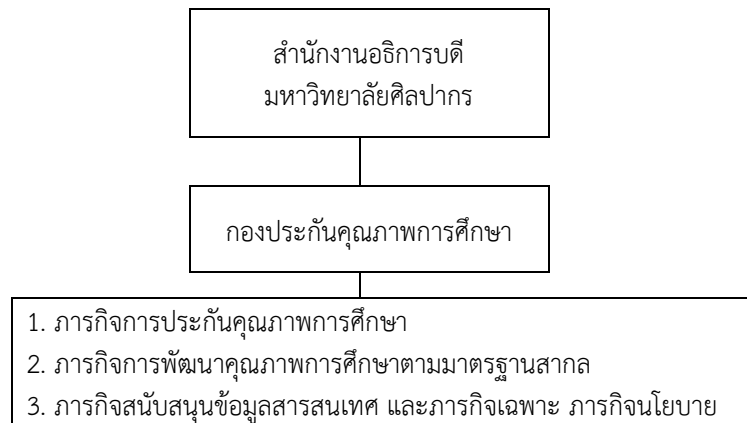 สำนักงานอธิการบดี
มหาวิทยาลัยศิลปากร
กองประกันคุณภาพการศึกษา
1. ภารกิจการประกันคุณภาพการศึกษา
2. ภารกิจการพัฒนาคุณภาพการศึกษาตามมาตรฐานสากล
3. ภารกิจสนับสนุนข้อมูลสารสนเทศ และภารกิจเฉพาะ ภารกิจนโยบาย